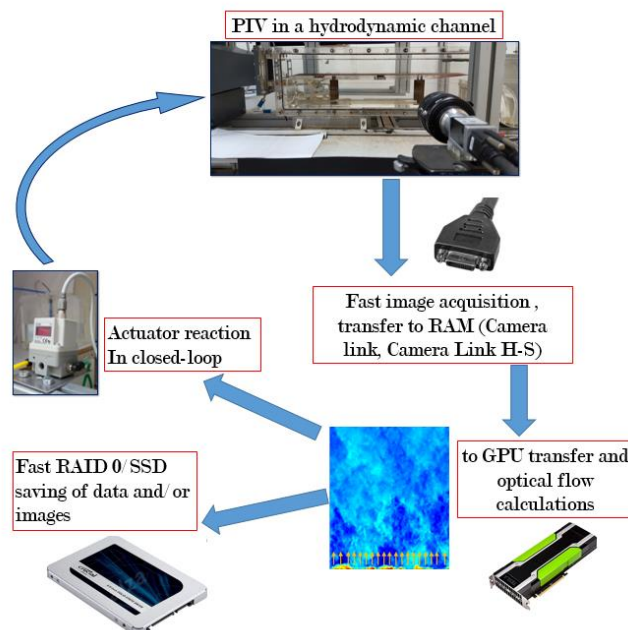 PIV in a hydrodynamic channel
Fast image acquisition ,
transfer to RAM (Camera
link, Camera Link H-S)
Actuator reaction
In closed-loop
to GPU transfer and
optical flow
calculations
Fast RAID 0/SSD
saving of data and/or
images
crucial